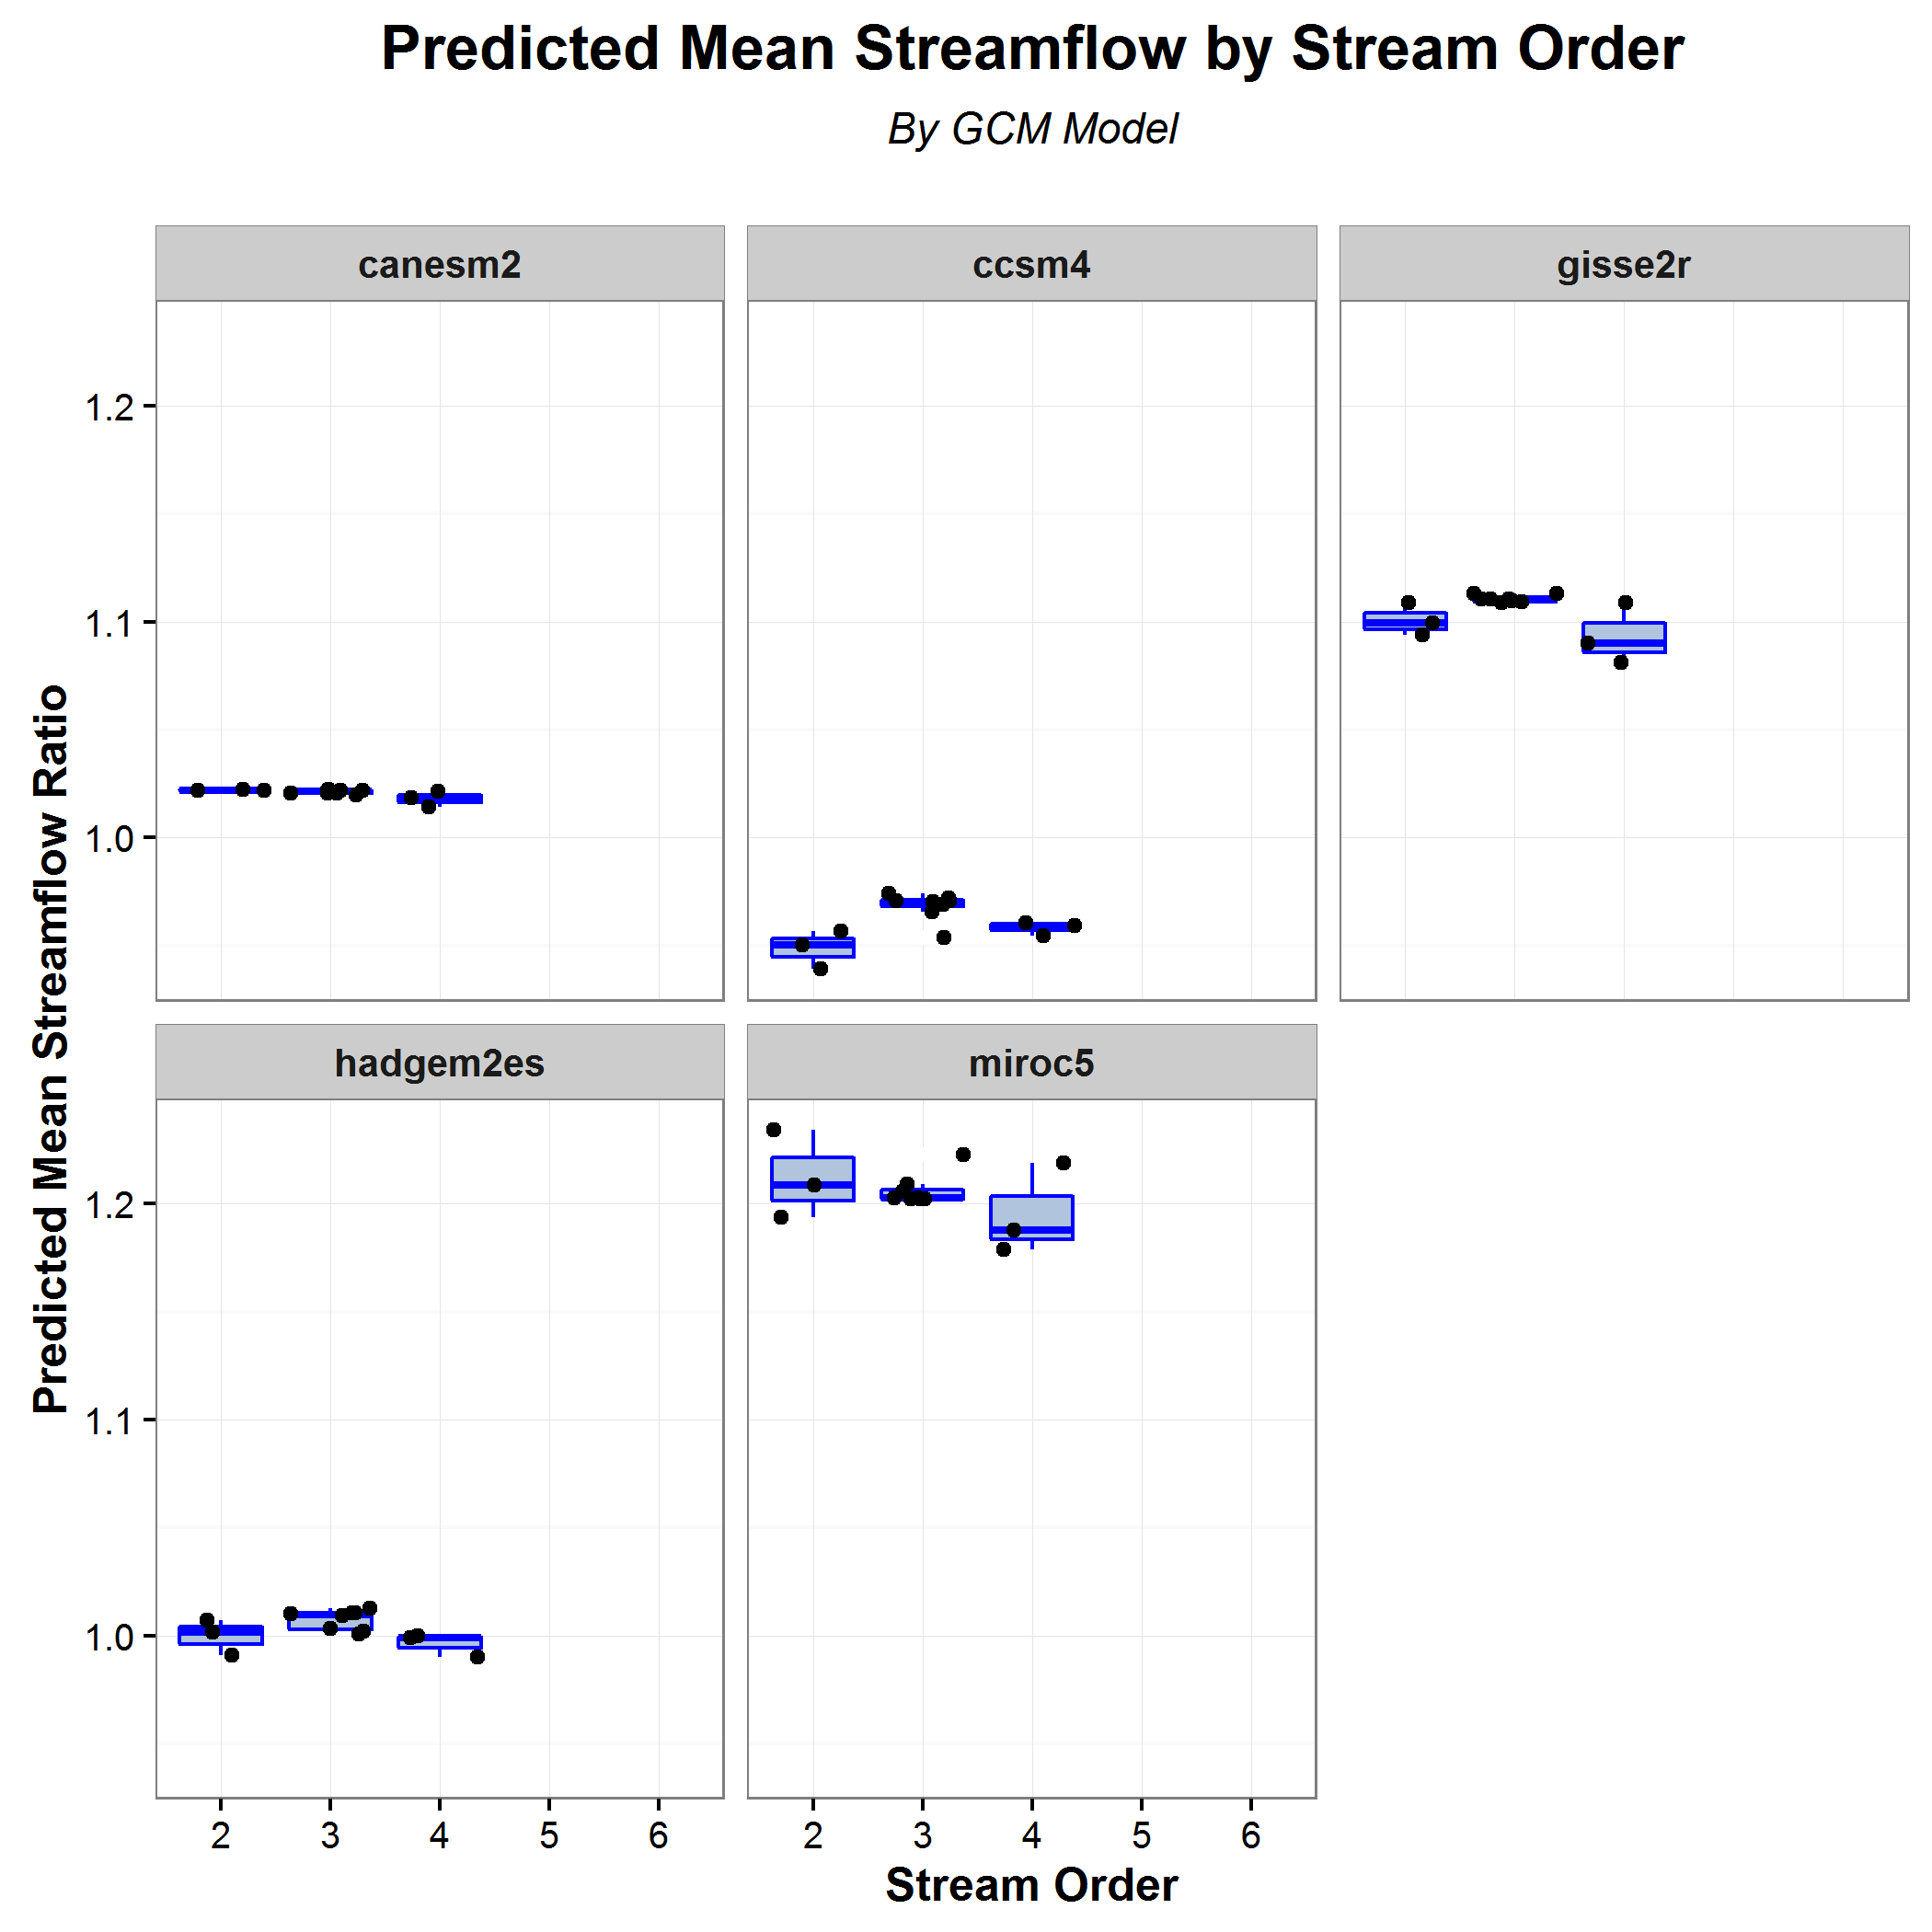 Predicted Mean Streamflow by Stream Order
By GCM Model
canesm2
ccsm4
gisse2r
1.2
1.1
1.0
hadgem2es
miroc5
1.2
1.1
1.0
2 3 4 5 6
2 3 4 5 6
Stream Order
Predicted Mean Streamflow Ratio